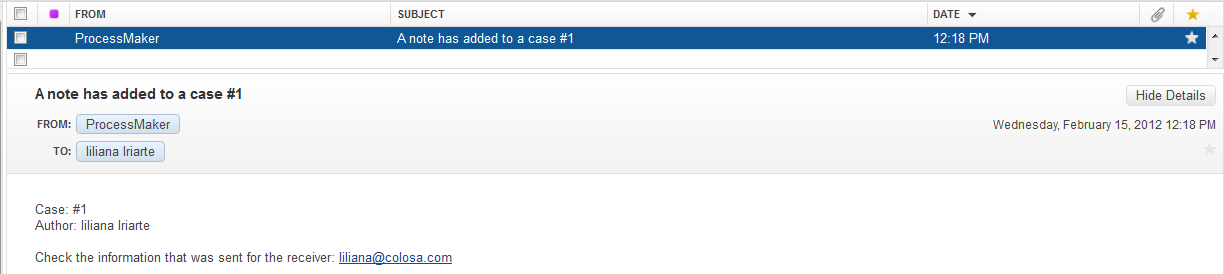 FROM SUBJECT DATE
ProcessMaker A note has added to a case #1 12:18 PM
A note has added to a case #1
Hide Details
FROM: ProcessMaker Wednesday, February 15, 2012 12:18 PM
TO: liliana Iriarte
Case: #1
Author: liliana Iriarte
Check the information that was sent for the receiver: liliana@colosa.com